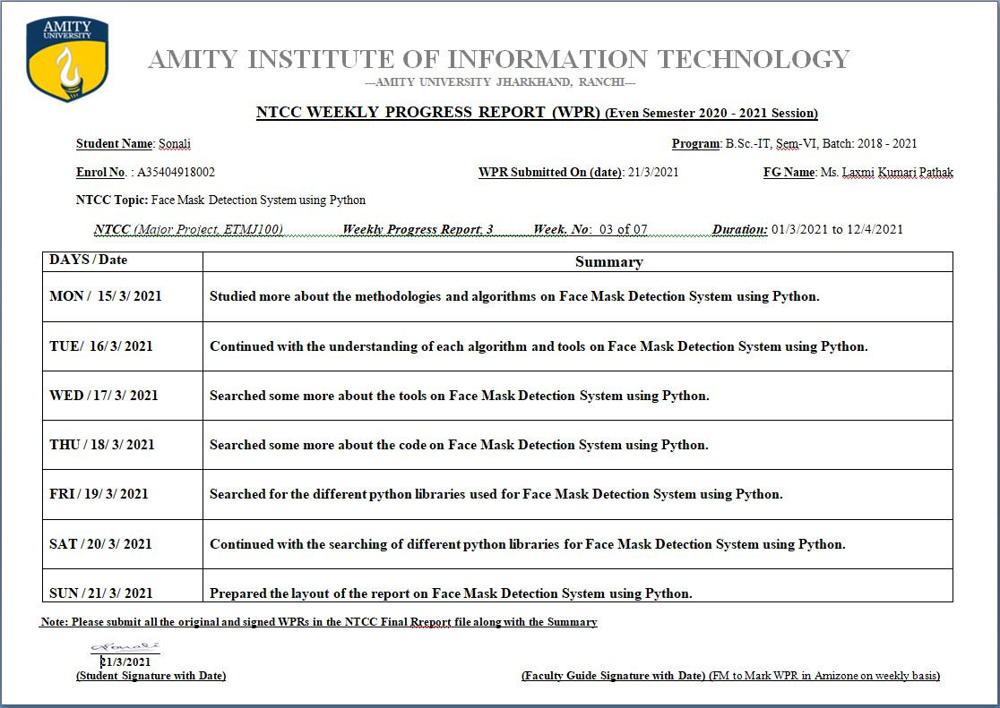 AMITY
UNIVERSITY
AMITY INSTITUTE OF INFORMATION TECHNOLOGY
---AMITY UNIVERSITY JHARKHAND, RANCHI---
NTCC WEEKLY PROGRESS REPORT (WPR) (Even Semester 2020 - 2021 Session)
Student Name: Sonali Program: B.Sc.-IT, Sem-VI, Batch: 2018 - 2021
Enrol No. : A35404918002 WPR Submitted On (date): 21/3/2021 FG Name: Ms. Laxmi Kumari Pathak
NTCC Topic: Face Mask Detection System using Python
NTCC (Major Project, ETMJ100) Weekly Progress Report: 3 Week. No: 03 of 07 Duration: 01/3/2021 to 12/4/2021
DAYS / Date Summary
MON / 15/ 3/ 2021 Studied more about the methodologies and algorithms on Face Mask Detection System using Python.
TUE/ 16/ 3/ 2021 Continued with the understanding of each algorithm and tools on Face Mask Detection System using Python.
WED / 17/ 3/ 2021 Searched some more about the tools on Face Mask Detection System using Python.
THU / 18/ 3/ 2021 Searched some more about the code on Face Mask Detection System using Python.
FRI / 19/ 3/ 2021 Searched for the different python libraries used for Face Mask Detection System using Python.
SAT / 20/ 3/ 2021 Continued with the searching of different python libraries for Face Mask Detection System using Python.
SUN / 21/ 3/ 2021 Prepared the layout of the report on Face Mask Detection System using Python.
Note: Please submit all the original and signed WPRs in the NTCC Final Rreport file along with the Summary
Sonali
21/3/2021
(Student Signature with Date) (Faculty Guide Signature with Date) (FM to Mark WPR in Amizone on weekly basis)